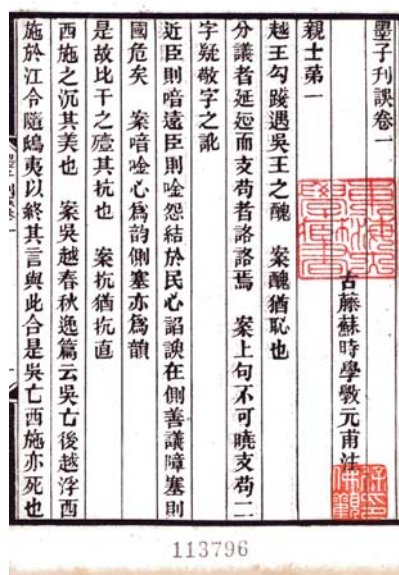 墨子刋誤卷一
古藤蘇時學斅元甫注
親士第一
越王勾踐遇吳王之醜　案醜猶恥也
分議者延延而支苟者詻詻焉　案上句不可曉支苟二
字疑敬字之訛
近臣則喑遠臣則唫怨結於民心諂諛在側善議障塞則
國危矣　案喑唫心爲韵側塞亦爲韻
是故比干之殪其抗也　案抗猶抗直
西施之沉其美也　案吳越春秋逸篇云吳亡後越浮西
施於江令隨鴟夷以終其言與此合是吳亡西施亦死也
113796